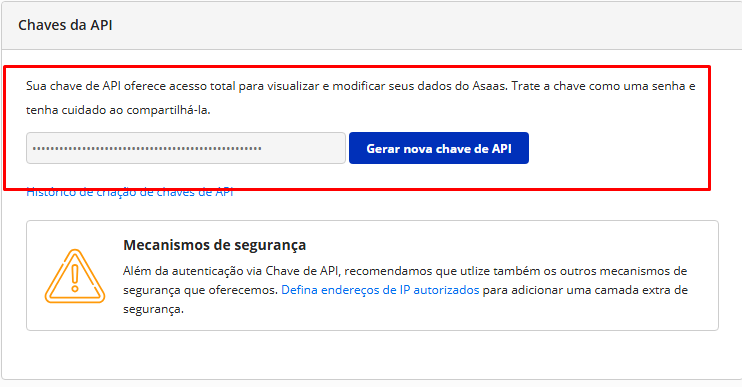 Chaves da API
Sua chave de API oferece acesso total para visualizar e modificar seus dados do Asaas. Trate a chave como uma senha e
tenha cuidado ao compartilhá-la.
Gerar nova chave de API
Histórico de criação de chaves de API
Mecanismos de segurança
Além da autenticação via Chave de API, recomendamos que utlize também os outros mecanismos de
segurança que oferecemos. Defina endereços de IP autorizados para adicionar uma camada extra de
segurança.